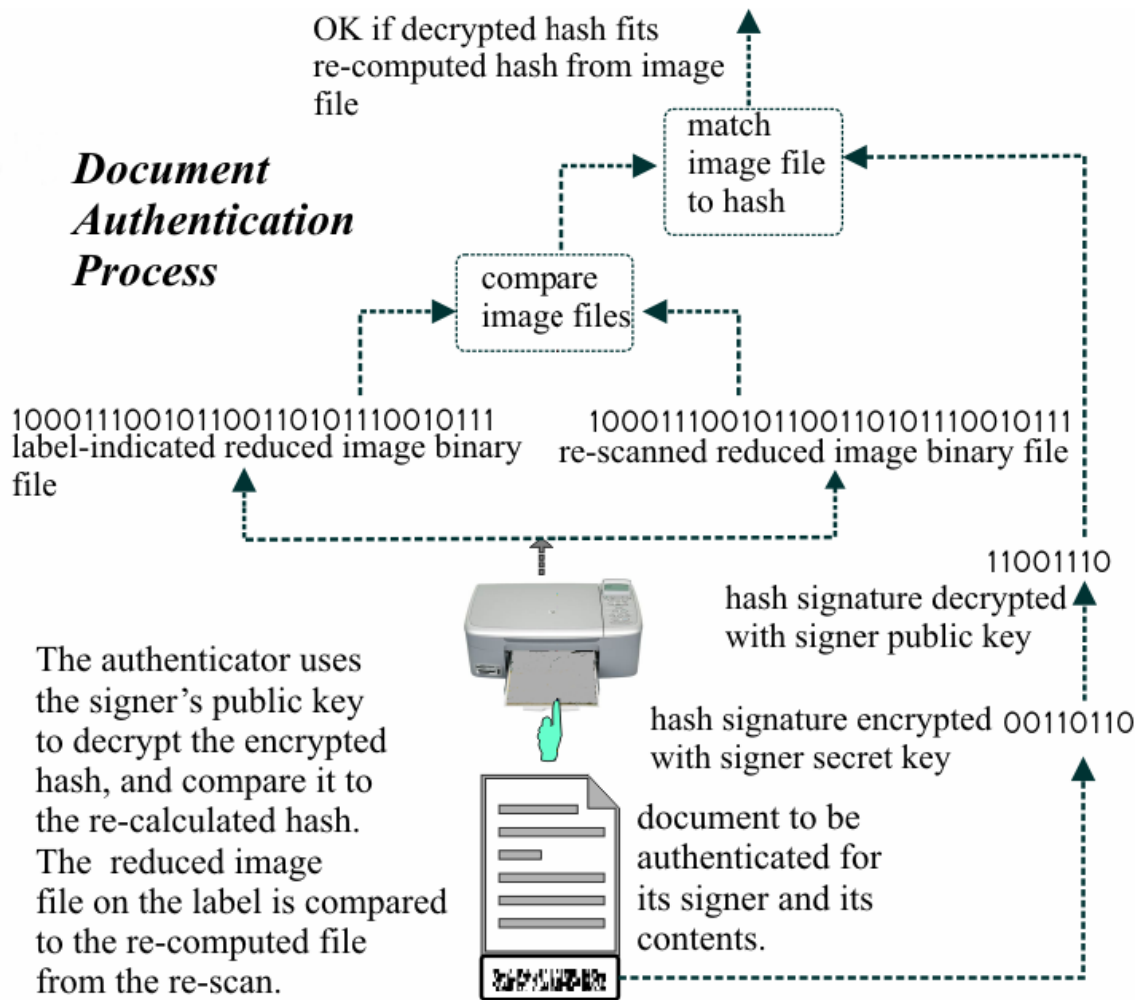 OK if decrypted hash fits
re-computed hash from image
file
match
image file
to hash
Document
Authentication
Process
compare
image files
1000111100101100110101110010111
label-indicated reduced image binary
file
1000111100101100110101110010111
re-scanned reduced image binary file
11001110
hash signature decrypted
with signer public key
The authenticator uses
the signer’s public key
to decrypt the encrypted
hash, and compare it to
the re-calculated hash.
The reduced image
file on the label is compared
to the re-computed file
from the re-scan.
hash signature encrypted 00110110
with signer secret key
document to be
authenticated for
its signer and its
contents.